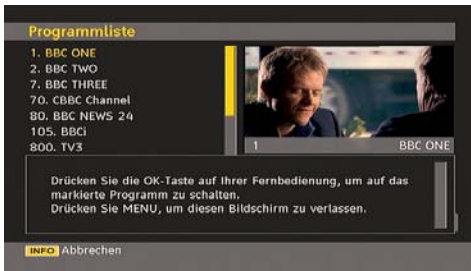 Programmliste
1. BBC ONE
2. BBC TWO
7. BBC THREE
70. CBBC Channel
80. BBC NEWS 24
105. BBCi
800. TV3
1 BBC ONE
Drücken Sie die OK-Taste auf Ihrer Fernbedienung, um auf das
markierte Programm zu schalten.
Drücken Sie MENU, um diesen Bildschirm zu verlassen.
INFO Abbrechen